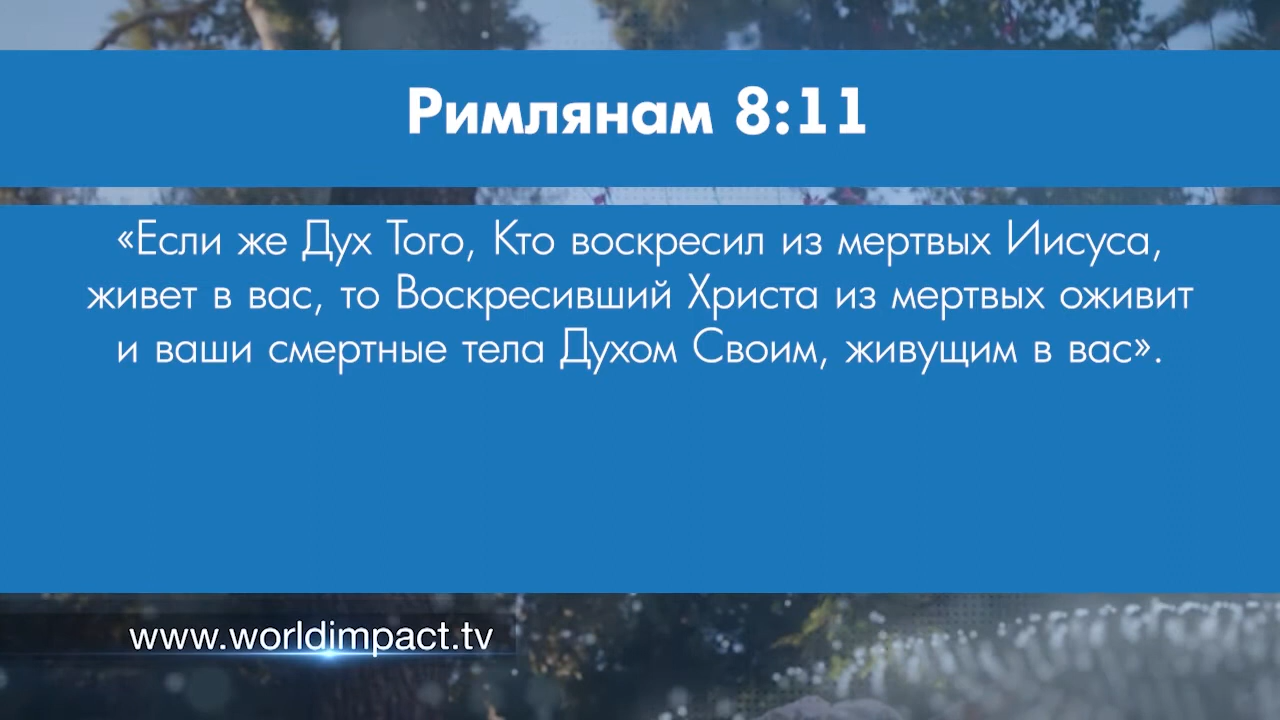 Римлянам 8:11
«Если же Дух Того, Кто воскресил из мертвых Иисуса,
живет в вас, то Воскресивший Христа из мертвых оживит
и ваши смертные тела Духом Своим, живущим в вас».
www.worldimpact.tv